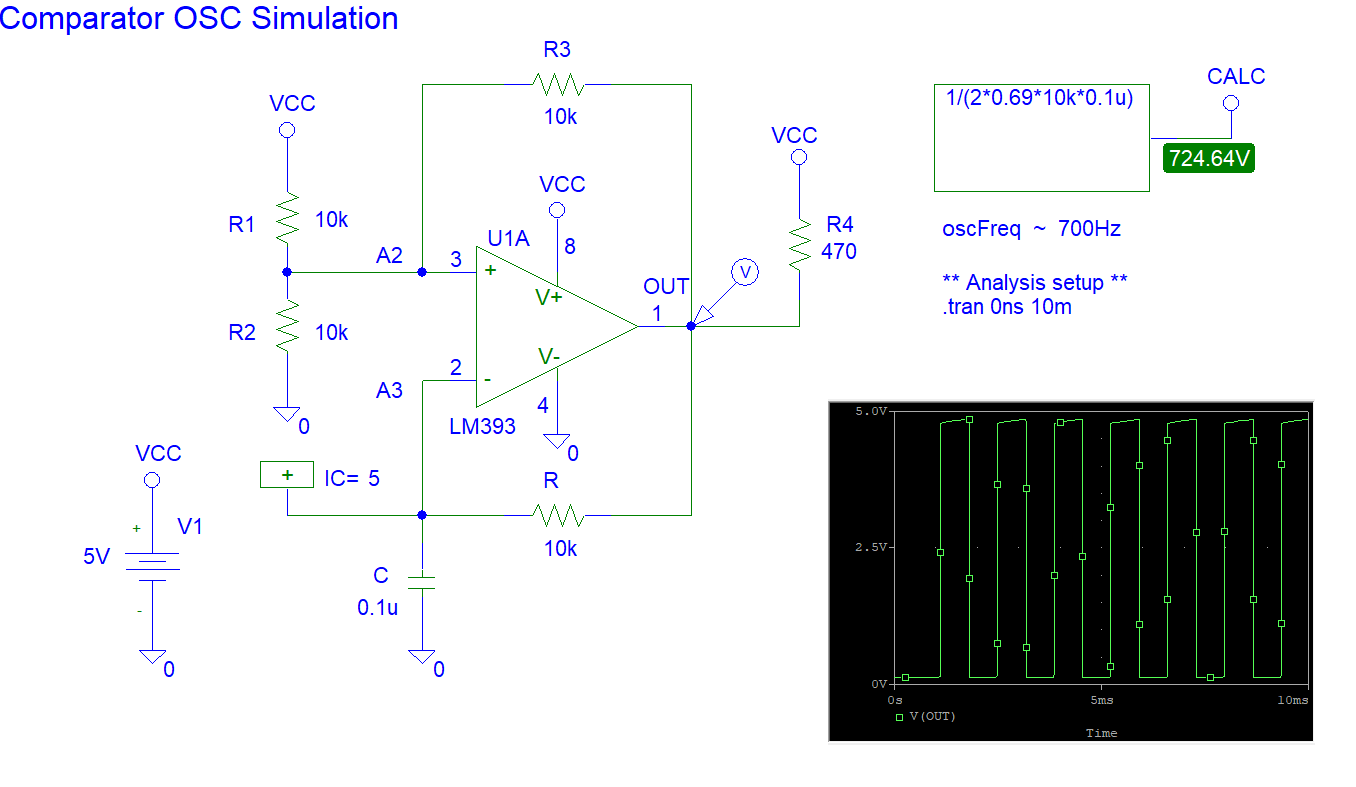 Comparator OSC Simulation
R3
10k
VCC
VCC
VCC
CALC
1/(2*0.69*10k*0.1u)
724.64V
R1
10k
A2
3
+
U1A
8
V+
OUT
1
V
R4
470
oscFreq ~ 700Hz
** Analysis setup **
.tran 0ns 10m
R2
10k
A3
2
-
V-
4
LM393
0
0
VCC
+
IC= 5
R
10k
+
V1
5V
-
0
C
0.1u
0
5.0V
2.5V
0V
0s
5ms
10ms
V(OUT)
Time